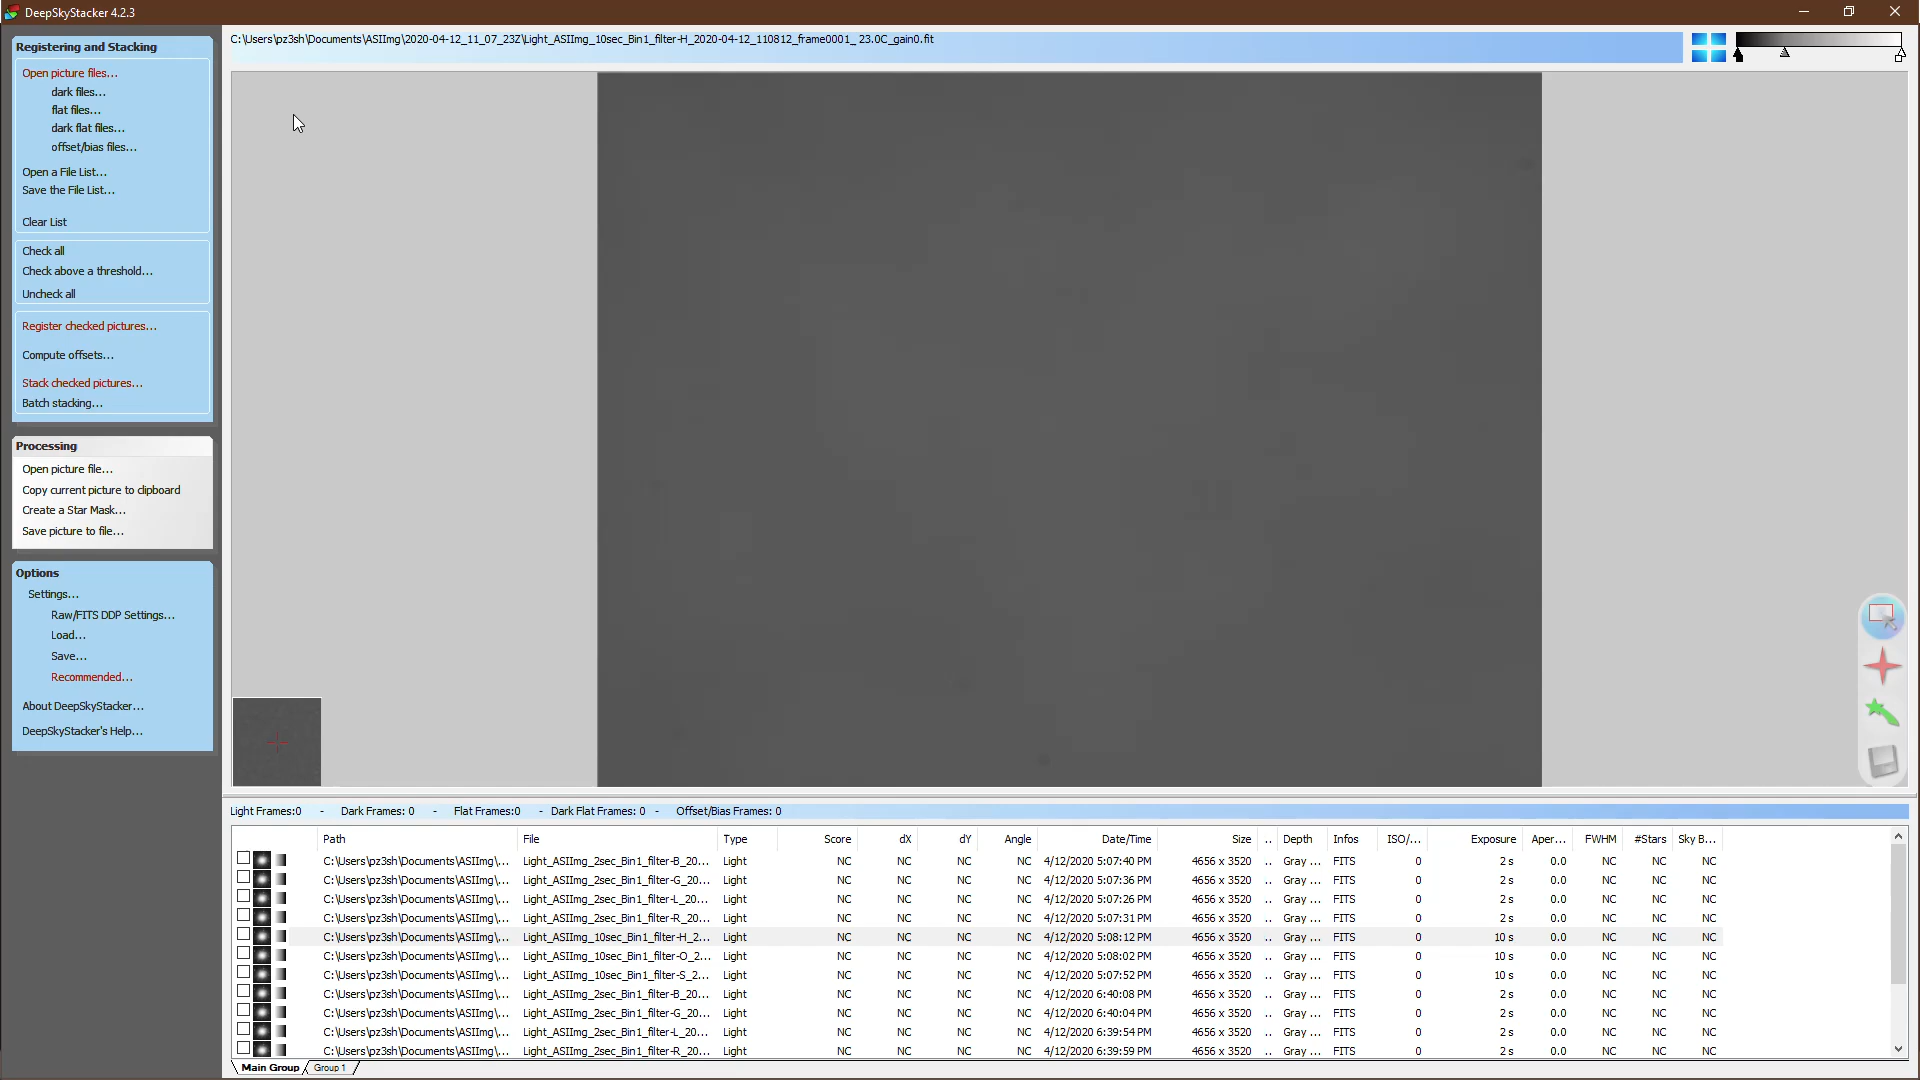 DeepSkyStacker 4.2.3
Registering and Stacking
Open picture files...
dark files...
flat files...
dark flat files...
offset/bias files...
Open a File List...
Save the File List...
Clear List
Check all
Check above a threshold...
Uncheck all
Register checked pictures...
Compute offsets...
Stack checked pictures...
Batch stacking...
Processing
Open picture file...
Copy current picture to clipboard
Create a Star Mask...
Save picture to file...
Options
Settings...
Raw/FITS DDP Settings...
Load...
Save...
Recommended...
About DeepSkyStacker...
DeepSkyStacker's Help...
C:\Users\pz3sh\Documents\ASIImg\2020-04-12_11_07_23Z\Light_ASIImg_10sec_Bin1_filter-H_2020-04-12_110812_frame0001_ 23.0C_gain0.fit
Light Frames:0 - Dark Frames: 0 - Flat Frames:0 - Dark Flat Frames: 0 - Offset/Bias Frames: 0
Path File Type Score dX dY Angle Date/Time Size .. Depth Infos ISO/... Exposure Aper... FWHM #Stars Sky B...
C:\Users\pz3sh\Documents\ASIImg\... Light_ASIImg_2sec_Bin1_filter-B_20... Light NC NC NC NC 4/12/2020 5:07:40 PM 4656 x 3520 .. Gray ... FITS 0 2 s 0.0 NC NC NC
C:\Users\pz3sh\Documents\ASIImg\... Light_ASIImg_2sec_Bin1_filter-G_20... Light NC NC NC NC 4/12/2020 5:07:36 PM 4656 x 3520 .. Gray ... FITS 0 2 s 0.0 NC NC NC
C:\Users\pz3sh\Documents\ASIImg\... Light_ASIImg_2sec_Bin1_filter-L_20... Light NC NC NC NC 4/12/2020 5:07:26 PM 4656 x 3520 .. Gray ... FITS 0 2 s 0.0 NC NC NC
C:\Users\pz3sh\Documents\ASIImg\... Light_ASIImg_2sec_Bin1_filter-R_20... Light NC NC NC NC 4/12/2020 5:07:31 PM 4656 x 3520 .. Gray ... FITS 0 2 s 0.0 NC NC NC
C:\Users\pz3sh\Documents\ASIImg\... Light_ASIImg_10sec_Bin1_filter-H_2... Light NC NC NC NC 4/12/2020 5:08:12 PM 4656 x 3520 .. Gray ... FITS 0 10 s 0.0 NC NC NC
C:\Users\pz3sh\Documents\ASIImg\... Light_ASIImg_10sec_Bin1_filter-O_2... Light NC NC NC NC 4/12/2020 5:08:02 PM 4656 x 3520 .. Gray ... FITS 0 10 s 0.0 NC NC NC
C:\Users\pz3sh\Documents\ASIImg\... Light_ASIImg_10sec_Bin1_filter-S_2... Light NC NC NC NC 4/12/2020 5:07:52 PM 4656 x 3520 .. Gray ... FITS 0 10 s 0.0 NC NC NC
C:\Users\pz3sh\Documents\ASIImg\... Light_ASIImg_2sec_Bin1_filter-B_20... Light NC NC NC NC 4/12/2020 6:40:08 PM 4656 x 3520 .. Gray ... FITS 0 2 s 0.0 NC NC NC
C:\Users\pz3sh\Documents\ASIImg\... Light_ASIImg_2sec_Bin1_filter-G_20... Light NC NC NC NC 4/12/2020 6:40:04 PM 4656 x 3520 .. Gray ... FITS 0 2 s 0.0 NC NC NC
C:\Users\pz3sh\Documents\ASIImg\... Light_ASIImg_2sec_Bin1_filter-L_20... Light NC NC NC NC 4/12/2020 6:39:54 PM 4656 x 3520 .. Gray ... FITS 0 2 s 0.0 NC NC NC
C:\Users\pz3sh\Documents\ASIImg\... Light_ASIImg_2sec_Bin1_filter-R_20... Light NC NC NC NC 4/12/2020 6:39:59 PM 4656 x 3520 .. Gray ... FITS 0 2 s 0.0 NC NC NC
Main Group Group 1